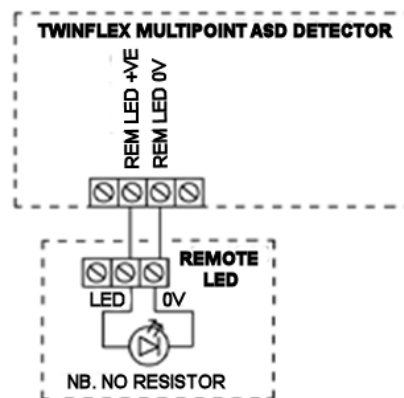 TWINFLEX MULTIPOINT ASD DETECTOR
REM LED +VE
REM LED 0V
REMOTE
LED
LED
0V
NB. NO RESISTOR